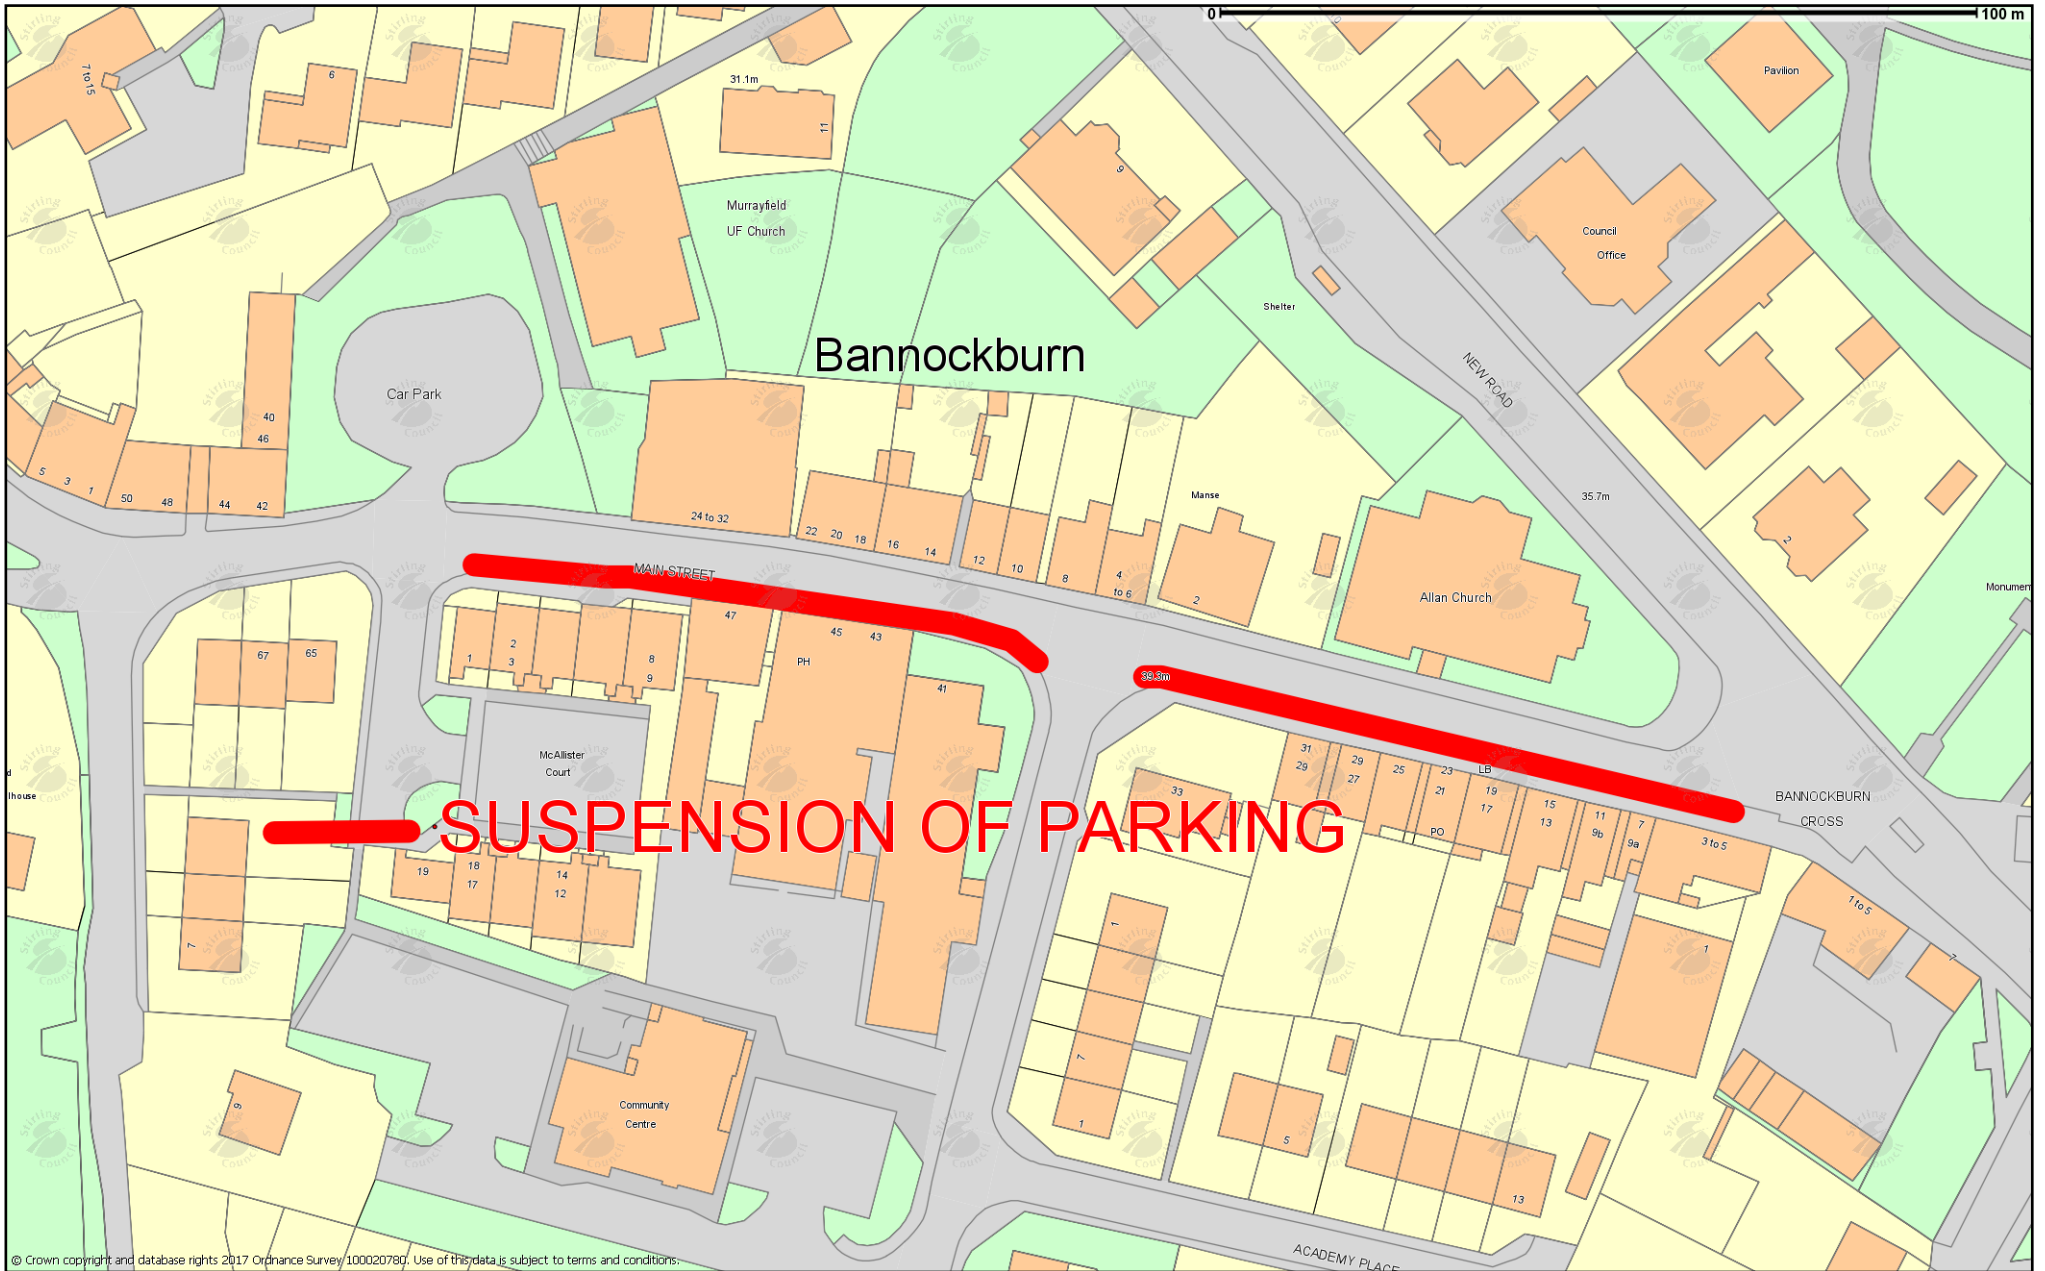 0
100 m
7 to 15
6
31.1m
11
Pavilion
9
Murrayfield
UF Church
Council
Office
Shelter
Bannockburn
NEW ROAD
Car Park
40
46
5
3
1
50
48
44
42
24 to 32
22
20
18
16
14
12
10
8
4
to 6
Manse
2
35.7m
2
Monumen
Allan Church
MAIN STREET
67
65
1
2
3
8
9
47
45
43
PH
41
39.3m
31
29
29
27
25
23
21
LB
19
17
15
13
11
9b
7
9a
3 to 5
PO
33
BANNOCKBURN
CROSS
McAllister
Court
d
lhouse
SUSPENSION OF PARKING
19
18
17
14
12
7
1
1 to 5
7
1
7
1
5
13
9
Community
Centre
ACADEMY PLACE
© Crown copyright and database rights 2017 Ordnance Survey 100020780. Use of this data is subject to terms and conditions.
Stirling
Council